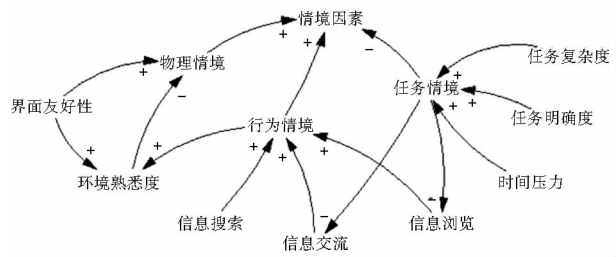 情境因素
物理情境
任务复杂度
任务情境
界面友好性
任务明确度
行为情境
环境熟悉度
时间压力
信息搜索
信息浏览
信息交流
+
+
-
+
-
+
+
+
+
+
+
+
+
+
-
-